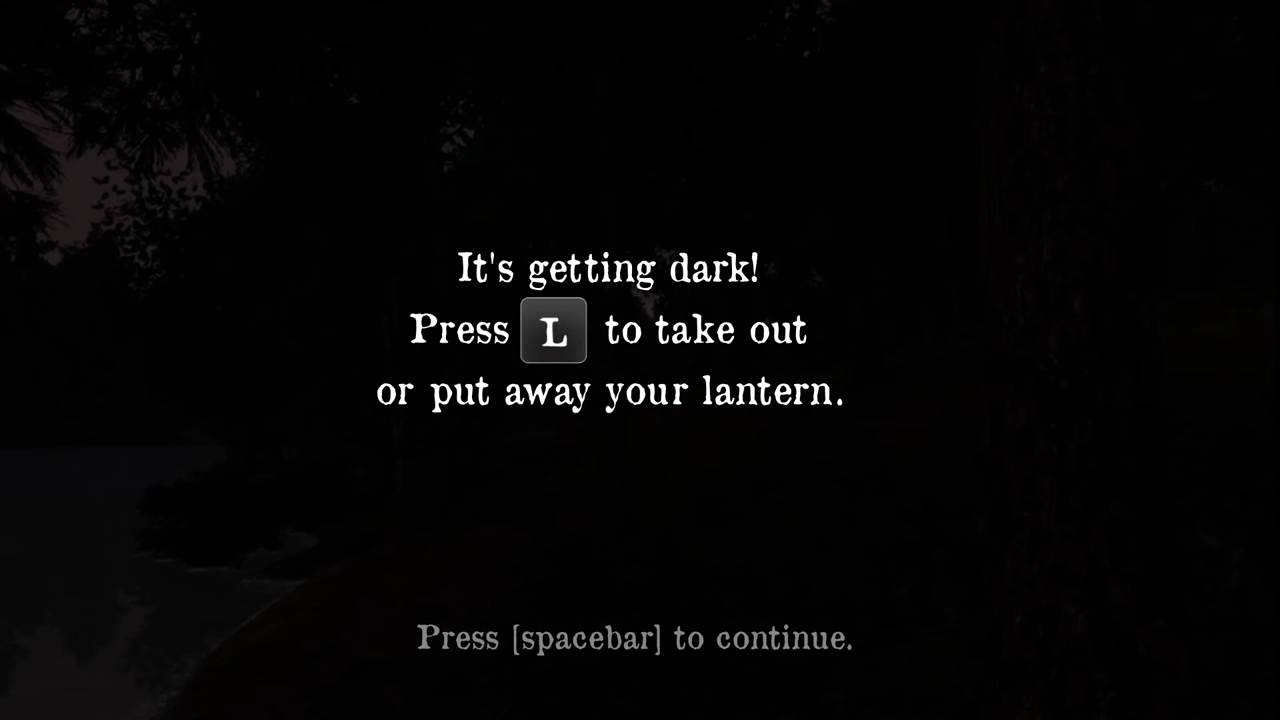 It's getting dark!
Press L to take out
or put away your lantern.
Press [spacebar] to continue.